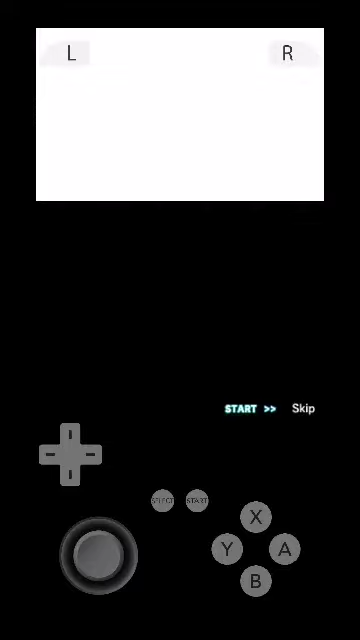 L R
START >> Skip
SELECT START
X
Y A
B